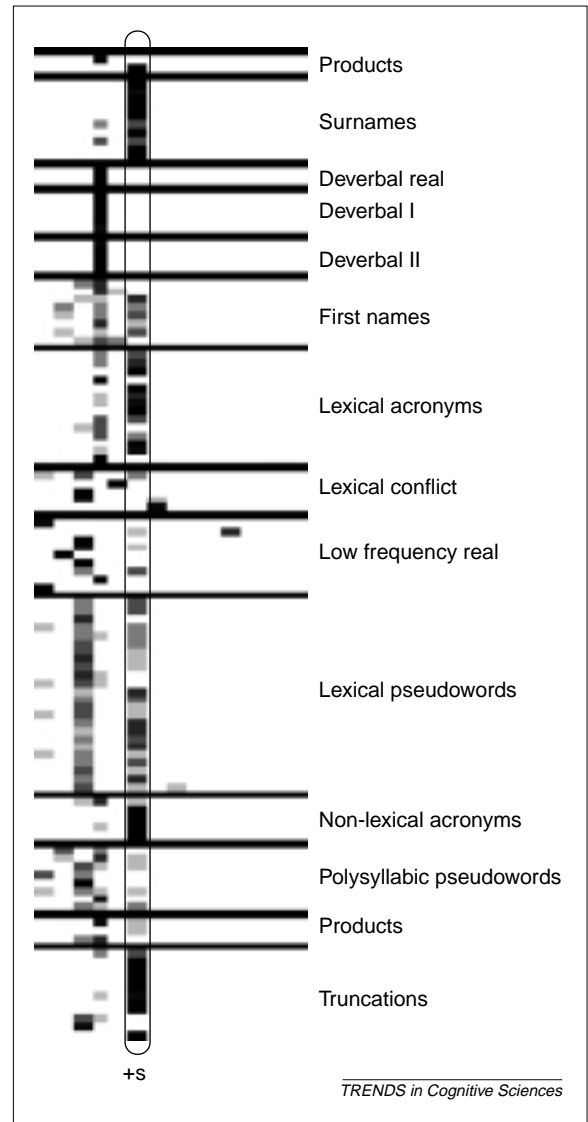 Products
Surnames
Deverbal real
Deverbal I
Deverbal II
First names
Lexical acronyms
Lexical conflict
Low frequency real
Lexical pseudowords
Non-lexical acronyms
Polysyllabic pseudowords
Products
Truncations
+s
TRENDS in Cognitive Sciences